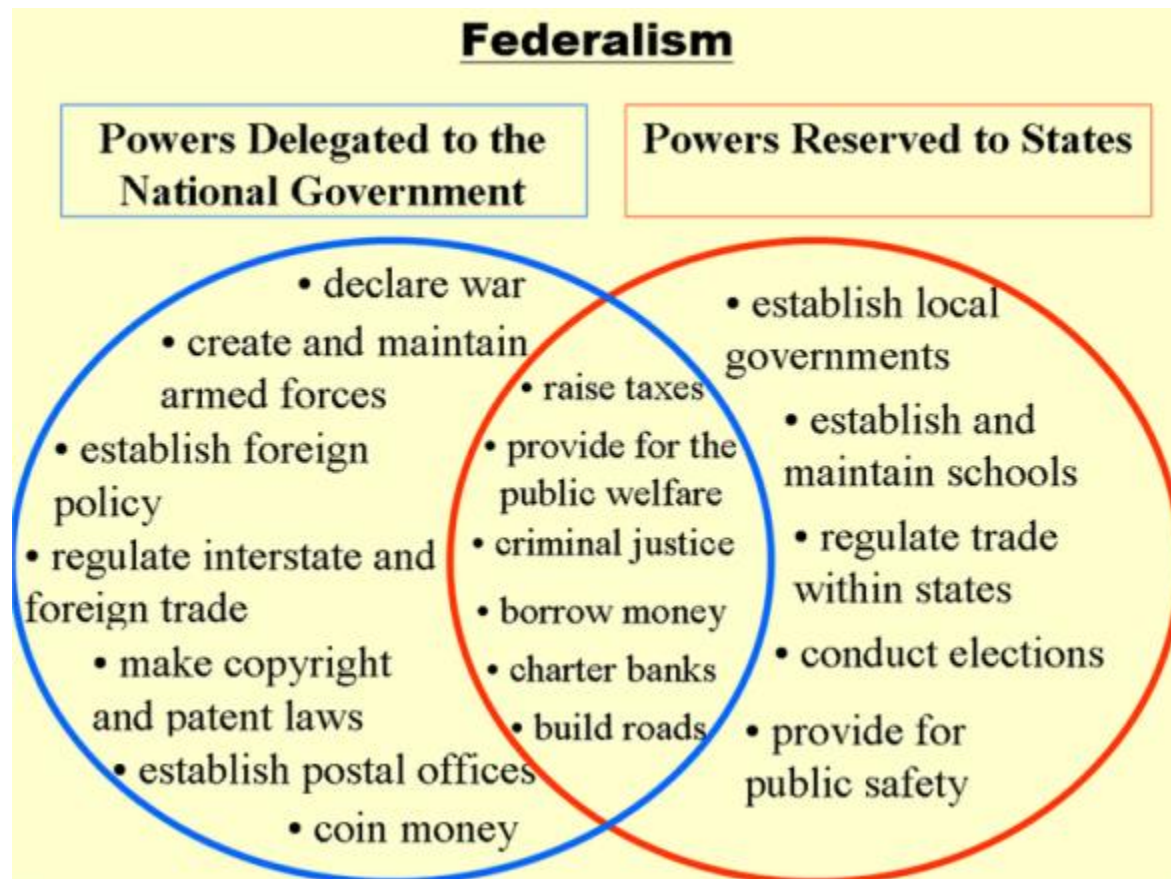 Federalism
Powers Delegated to the
National Government
Powers Reserved to States
• declare war
• create and maintain
armed forces
• establish foreign
policy
• regulate interstate and
foreign trade
• make copyright
and patent laws
• establish postal offices
• coin money
• raise taxes
• provide for the
public welfare
• criminal justice
• borrow money
• charter banks
• build roads
• establish local
governments
• establish and
maintain schools
• regulate trade
within states
• conduct elections
• provide for
public safety